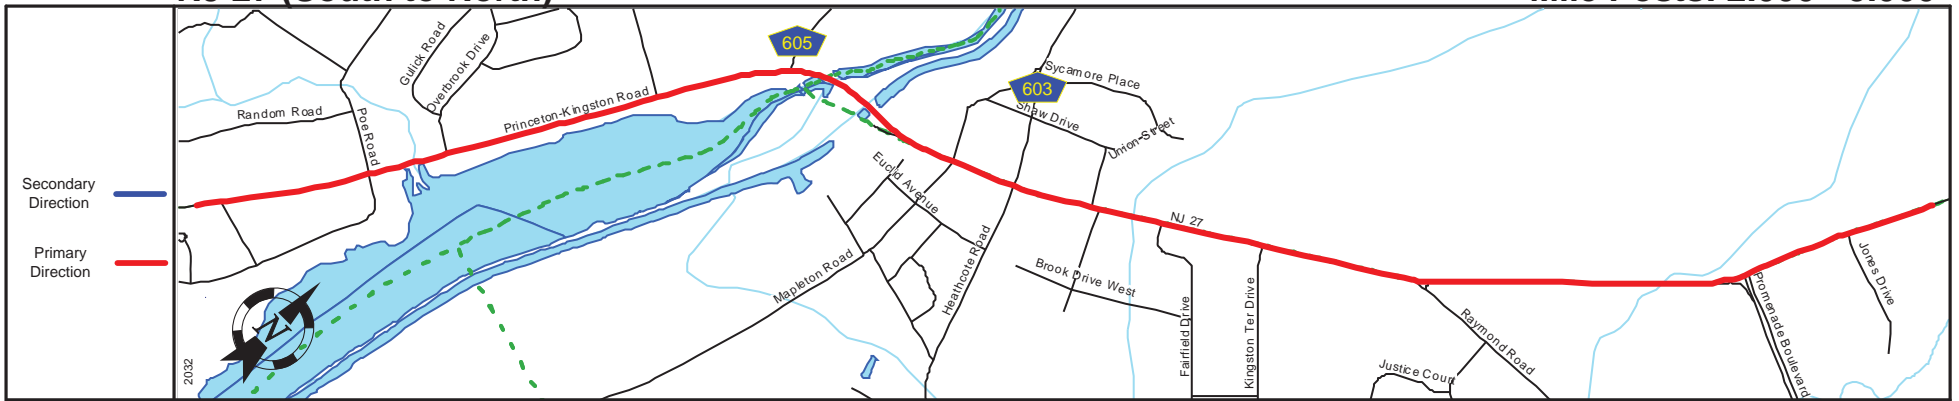 Secondary
Direction
Primary
Direction
2032
N
Random Road
Poe Road
Gulick Road
Overbrook Drive
Princeton-Kingston Road
605
603
Sycamore Place
Shaw Drive
Union Street
Euclid Avenue
Mapleton Road
Heathcote Road
Brook Drive West
NJ 27
Fairfield Drive
Kingston Ter Drive
Raymond Road
Justice Court
Promenade Boulevard
Jones Drive